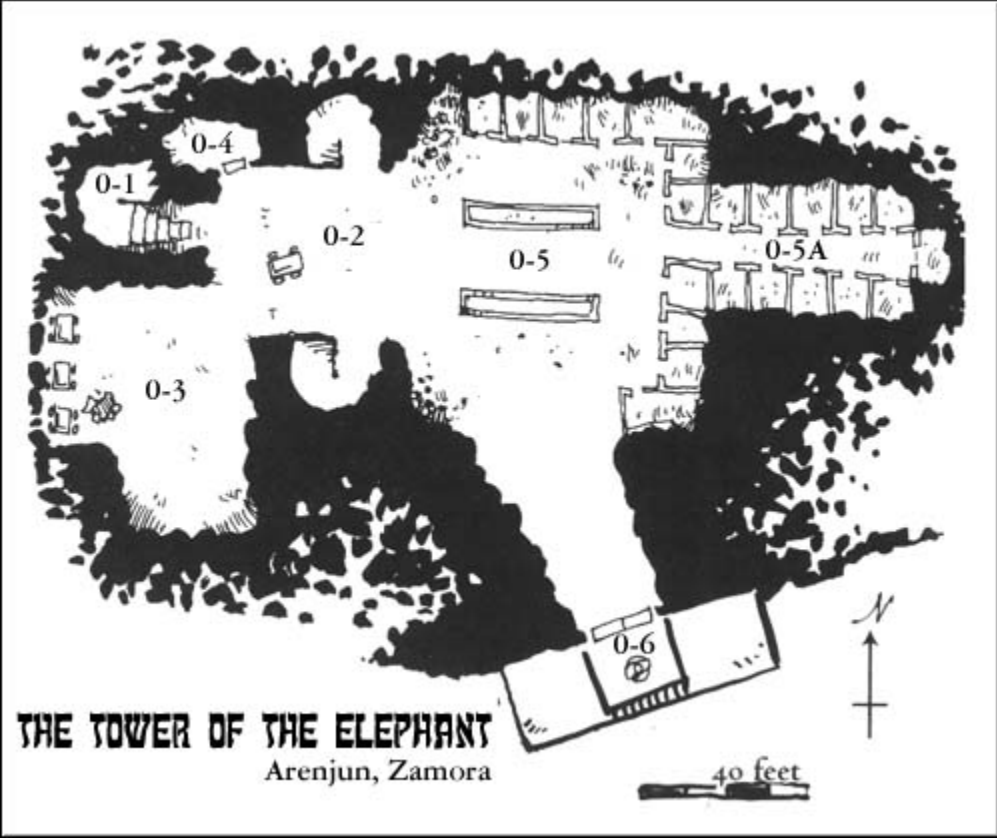 0-4
0-1
0-2
0-5
0-5A
0-3
N
0-6
THE TOWER OF THE ELEPHANT
Arenjun, Zamora
40 feet